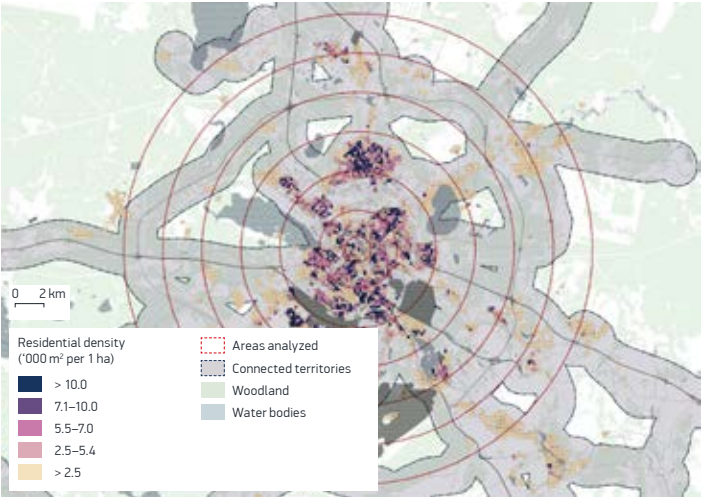 0 2 km
Residential density
('000 m² per 1 ha)
> 10.0
7.1–10.0
5.5–7.0
2.5–5.4
> 2.5
Areas analyzed
Connected territories
Woodland
Water bodies